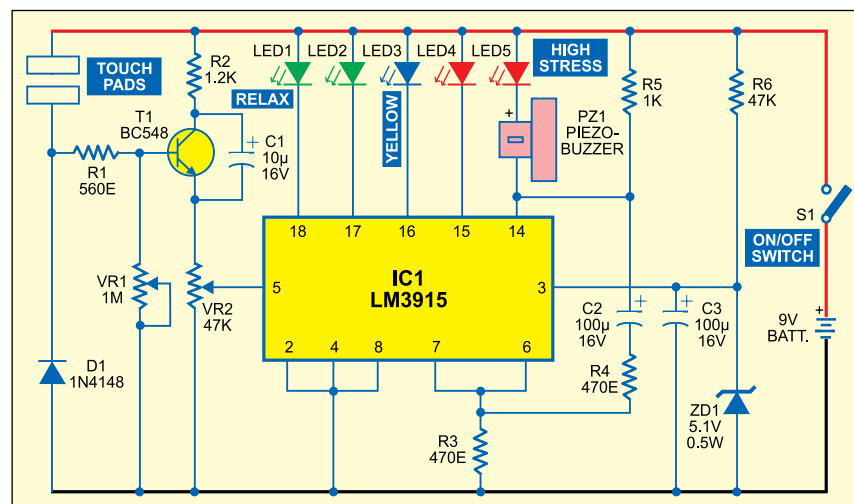 TOUCH
PADS
R2
1.2K
LED1
LED2
LED3
LED4
LED5
HIGH
STRESS
RELAX
YELLOW
T1
BC548
C1
10µ
16V
+
R1
560E
PZ1
PIEZO-
BUZZER
+
R5
1K
R6
47K
S1
ON/OFF
SWITCH
18
17
16
15
14
IC1
LM3915
5
3
2
4
8
7
6
VR1
1M
VR2
47K
D1
1N4148
C2
100µ
16V
+
C3
100µ
16V
+
R4
470E
R3
470E
ZD1
5.1V
0.5W
9V
BATT.
+